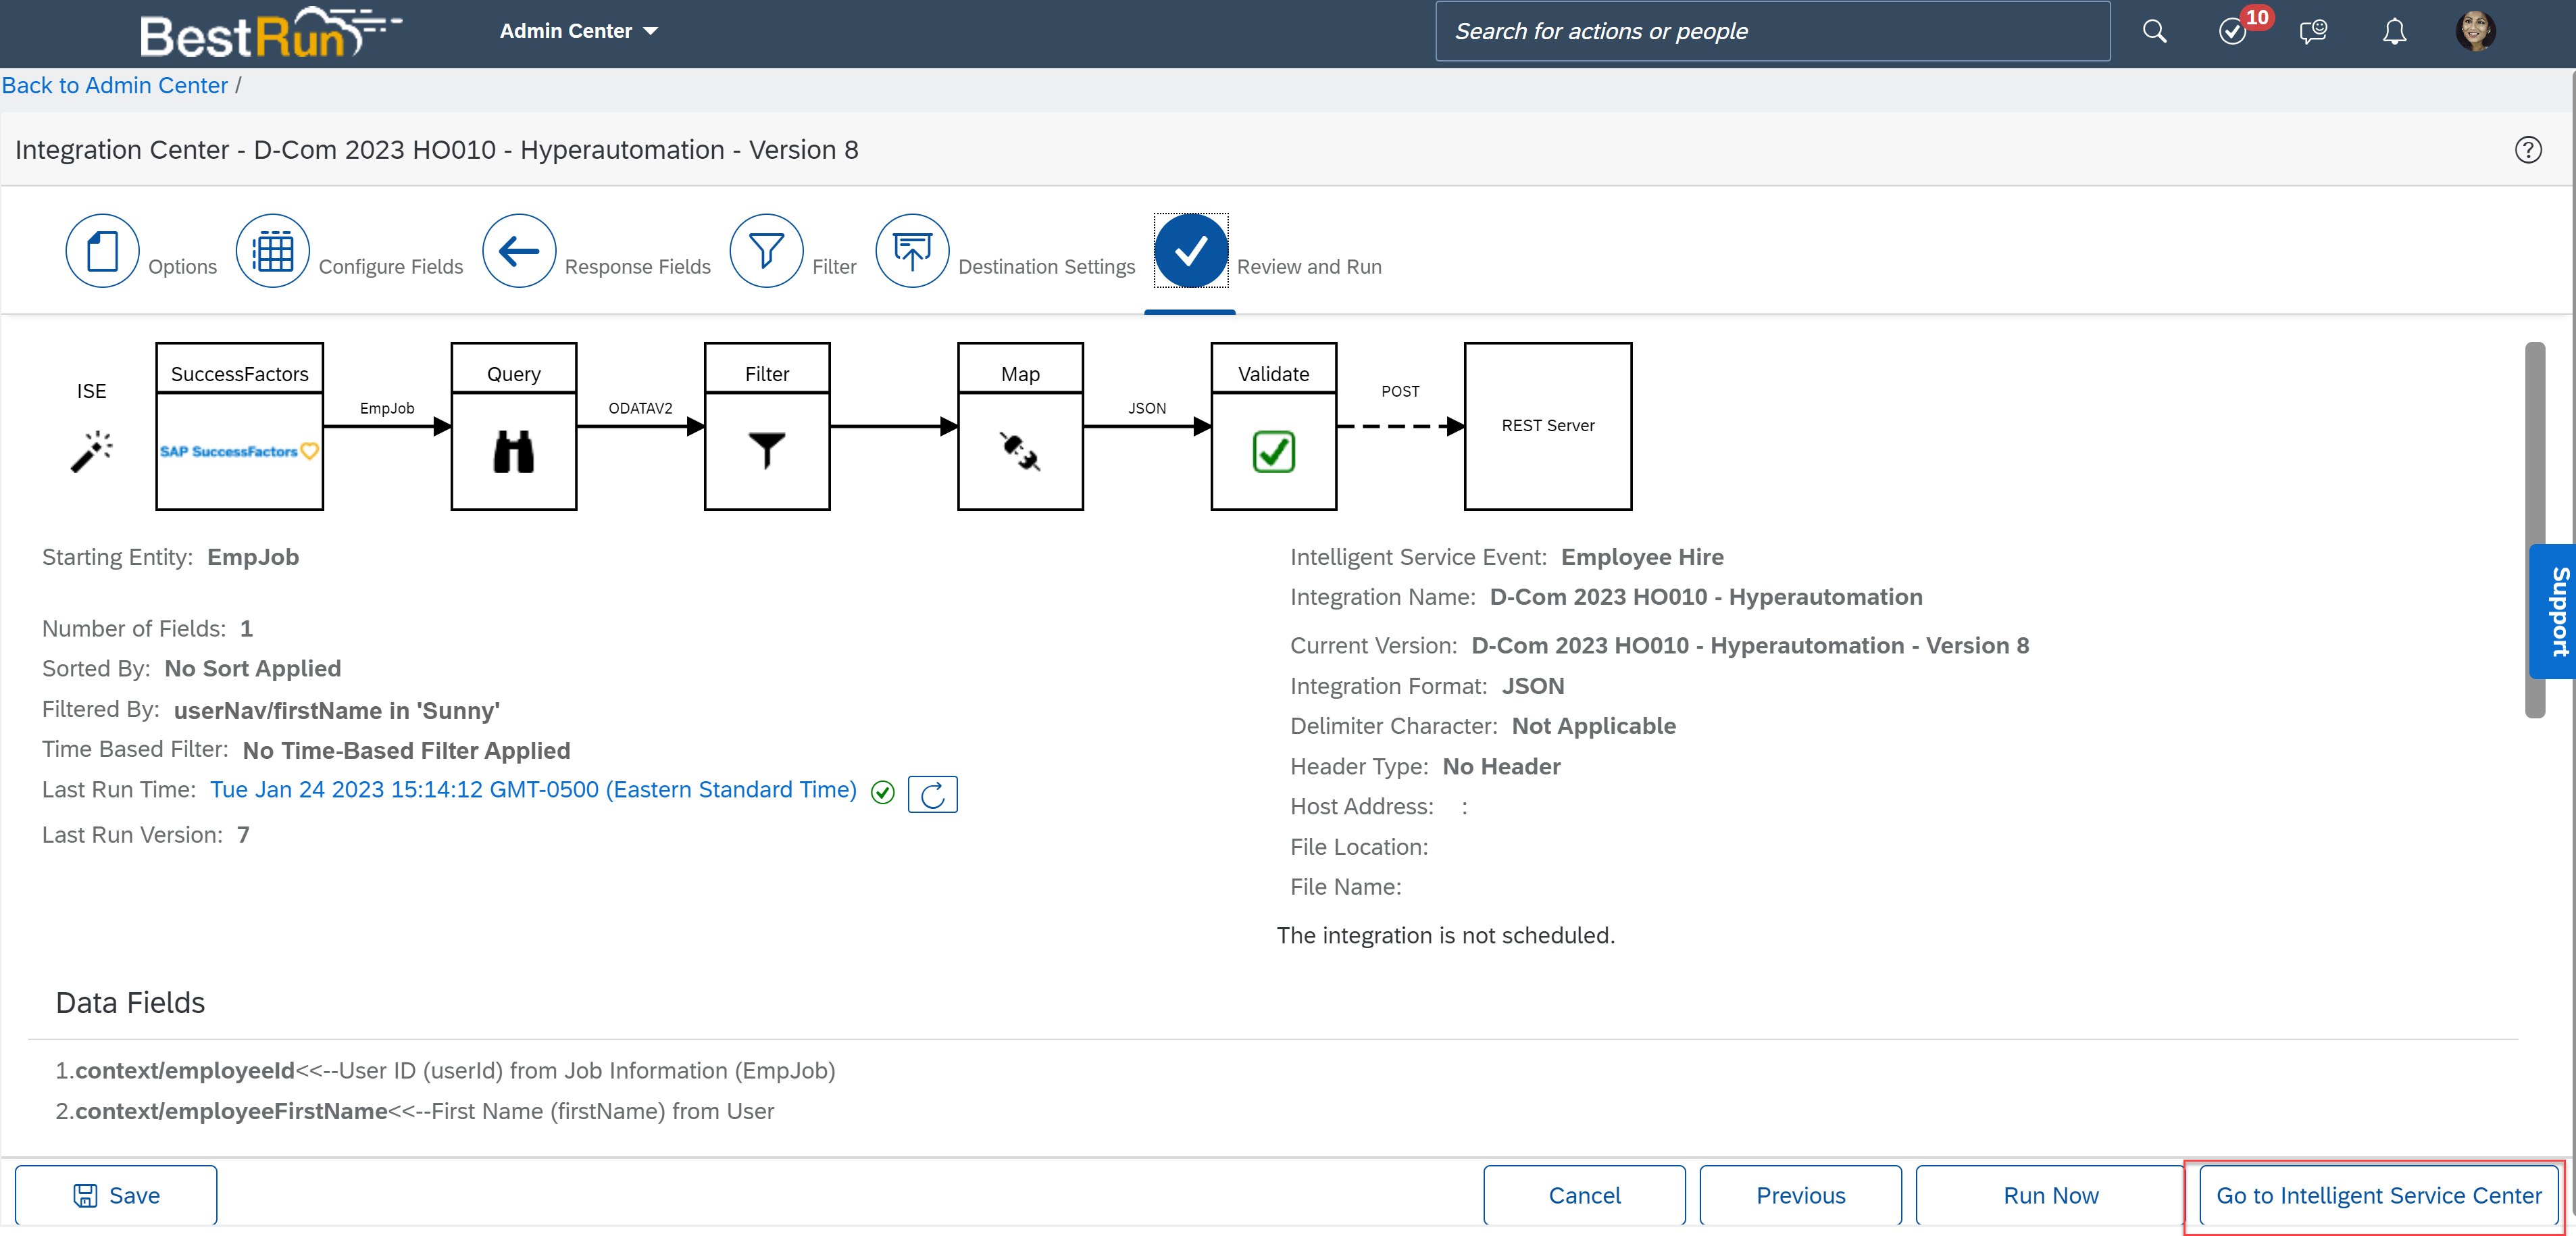 BestRun
Admin Center
Search for actions or people
10
Back to Admin Center /
Integration Center - D-Com 2023 HO010 - Hyperautomation - Version 8
Options
Configure Fields
Response Fields
Filter
Destination Settings
Review and Run
ISE
SuccessFactors
SAP SuccessFactors
EmpJob
Query
ODATAV2
Filter
Map
JSON
Validate
POST
REST Server
Starting Entity: EmpJob
Number of Fields: 1
Sorted By: No Sort Applied
Filtered By: userNav/firstName in 'Sunny'
Time Based Filter: No Time-Based Filter Applied
Last Run Time: Tue Jan 24 2023 15:14:12 GMT-0500 (Eastern Standard Time)
Last Run Version: 7
Intelligent Service Event: Employee Hire
Integration Name: D-Com 2023 HO010 - Hyperautomation
Current Version: D-Com 2023 HO010 - Hyperautomation - Version 8
Integration Format: JSON
Delimiter Character: Not Applicable
Header Type: No Header
Host Address: :
File Location:
File Name:
The integration is not scheduled.
Support
Data Fields
1.context/employeeId<<--User ID (userId) from Job Information (EmpJob)
2.context/employeeFirstName<<--First Name (firstName) from User
Save
Cancel
Previous
Run Now
Go to Intelligent Service Center